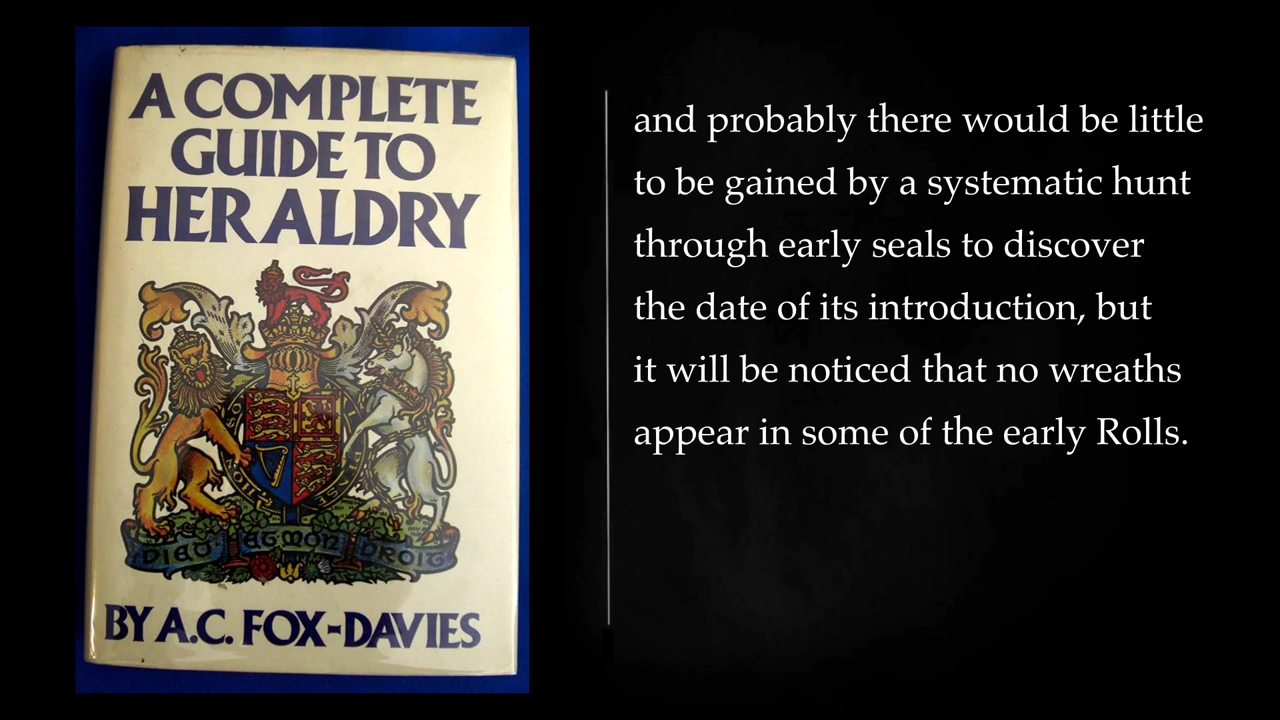 A COMPLETE
GUIDE TO
HERALDRY
DIEU ET MON DROIT
BY A.C. FOX-DAVIES
and probably there would be little
to be gained by a systematic hunt
through early seals to discover
the date of its introduction, but
it will be noticed that no wreaths
appear in some of the early Rolls.